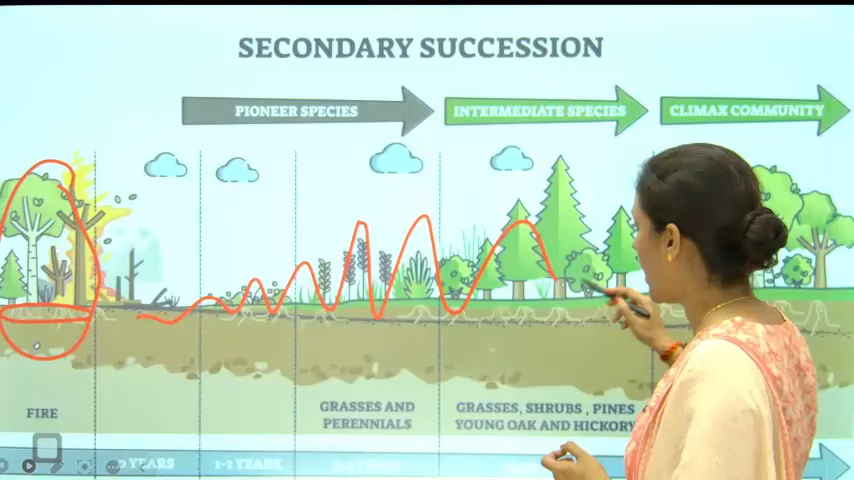 SECONDARY SUCCESSION
PIONEER SPECIES
INTERMEDIATE SPECIES
CLIMAX COMMUNITY
FIRE
GRASSES AND
PERENNIALS
GRASSES, SHRUBS, PINES
YOUNG OAK AND HICKORY
YEARS
1-2 YEARS